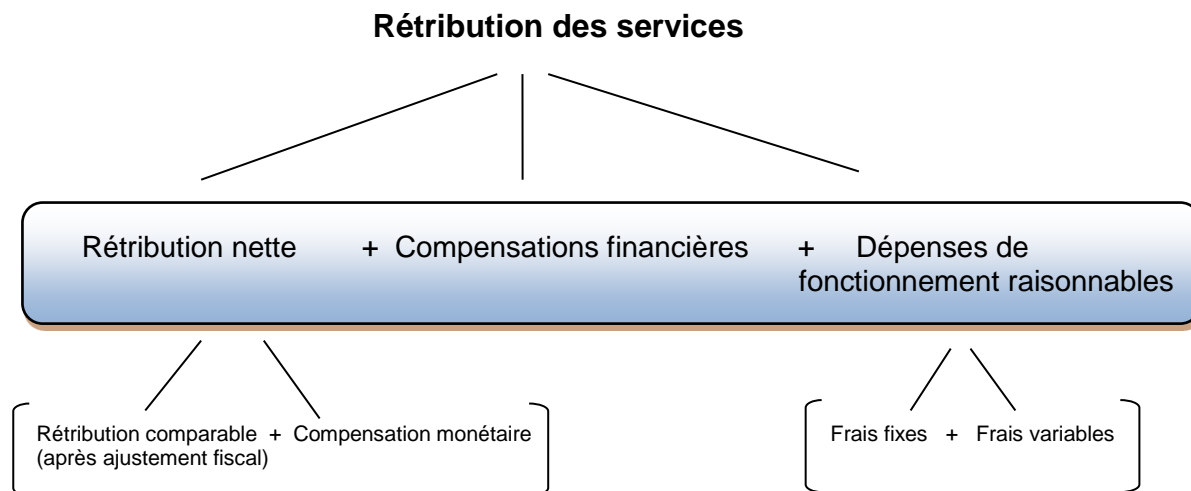 Rétribution des services
Rétribution nette + Compensations financières + Dépenses de
fonctionnement raisonnables
Rétribution comparable + Compensation monétaire
(après ajustement fiscal)
Frais fixes + Frais variables